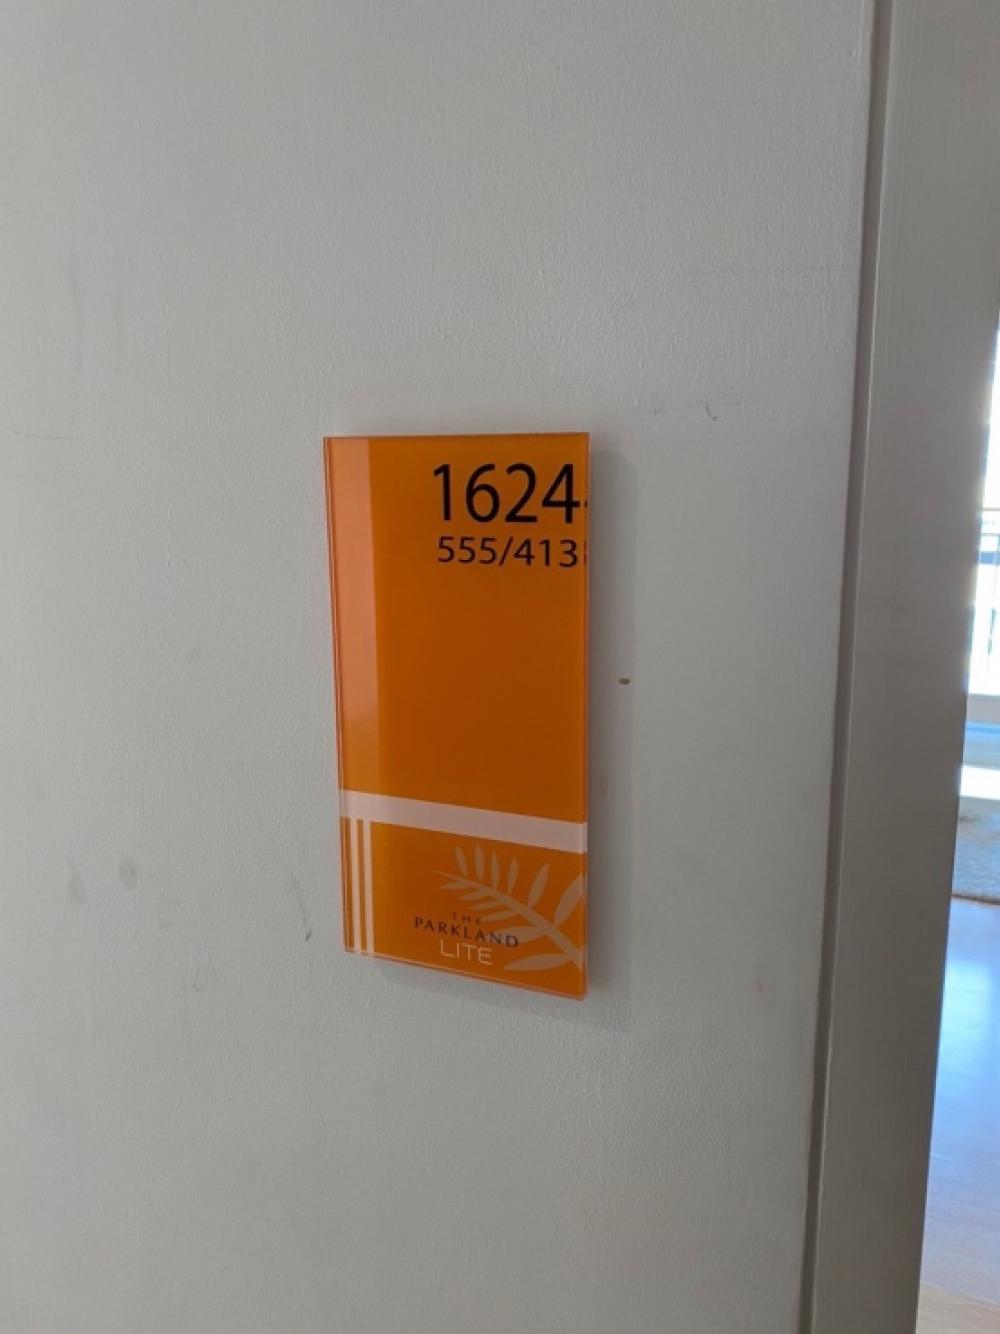 1624
555/413
THE
PARKLAND
LITE